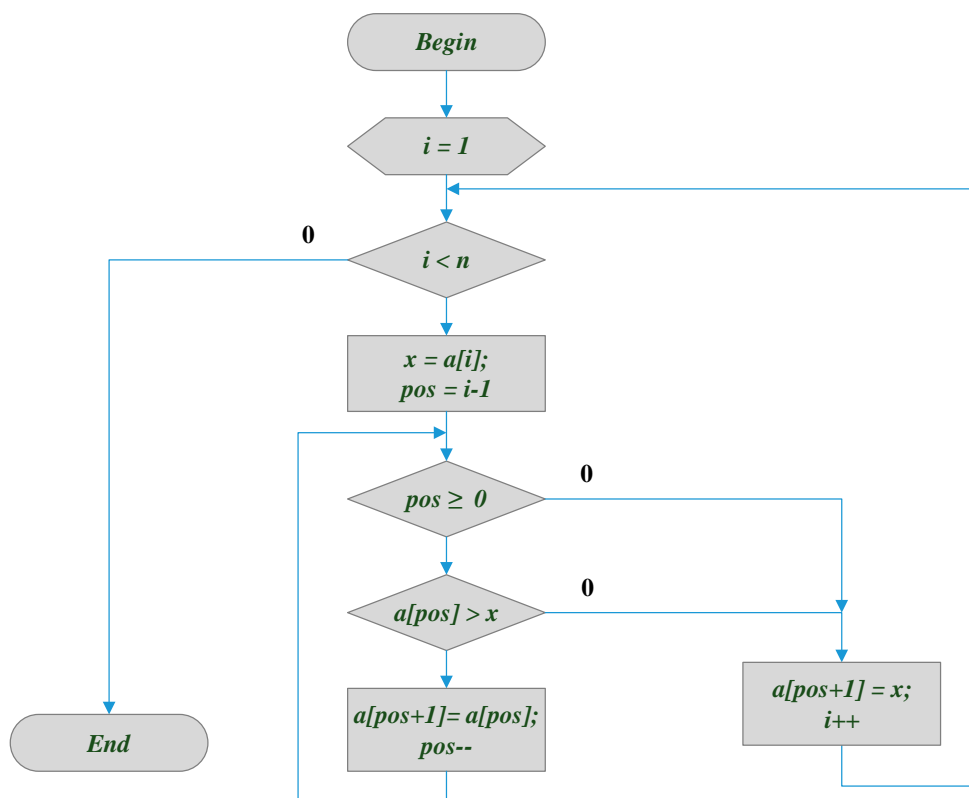 Begin
i = 1
0
i < n
x = a[i];
pos = i-1
0
pos ≥ 0
0
a[pos] > x
a[pos+1]= a[pos];
pos--
a[pos+1] = x;
i++
End